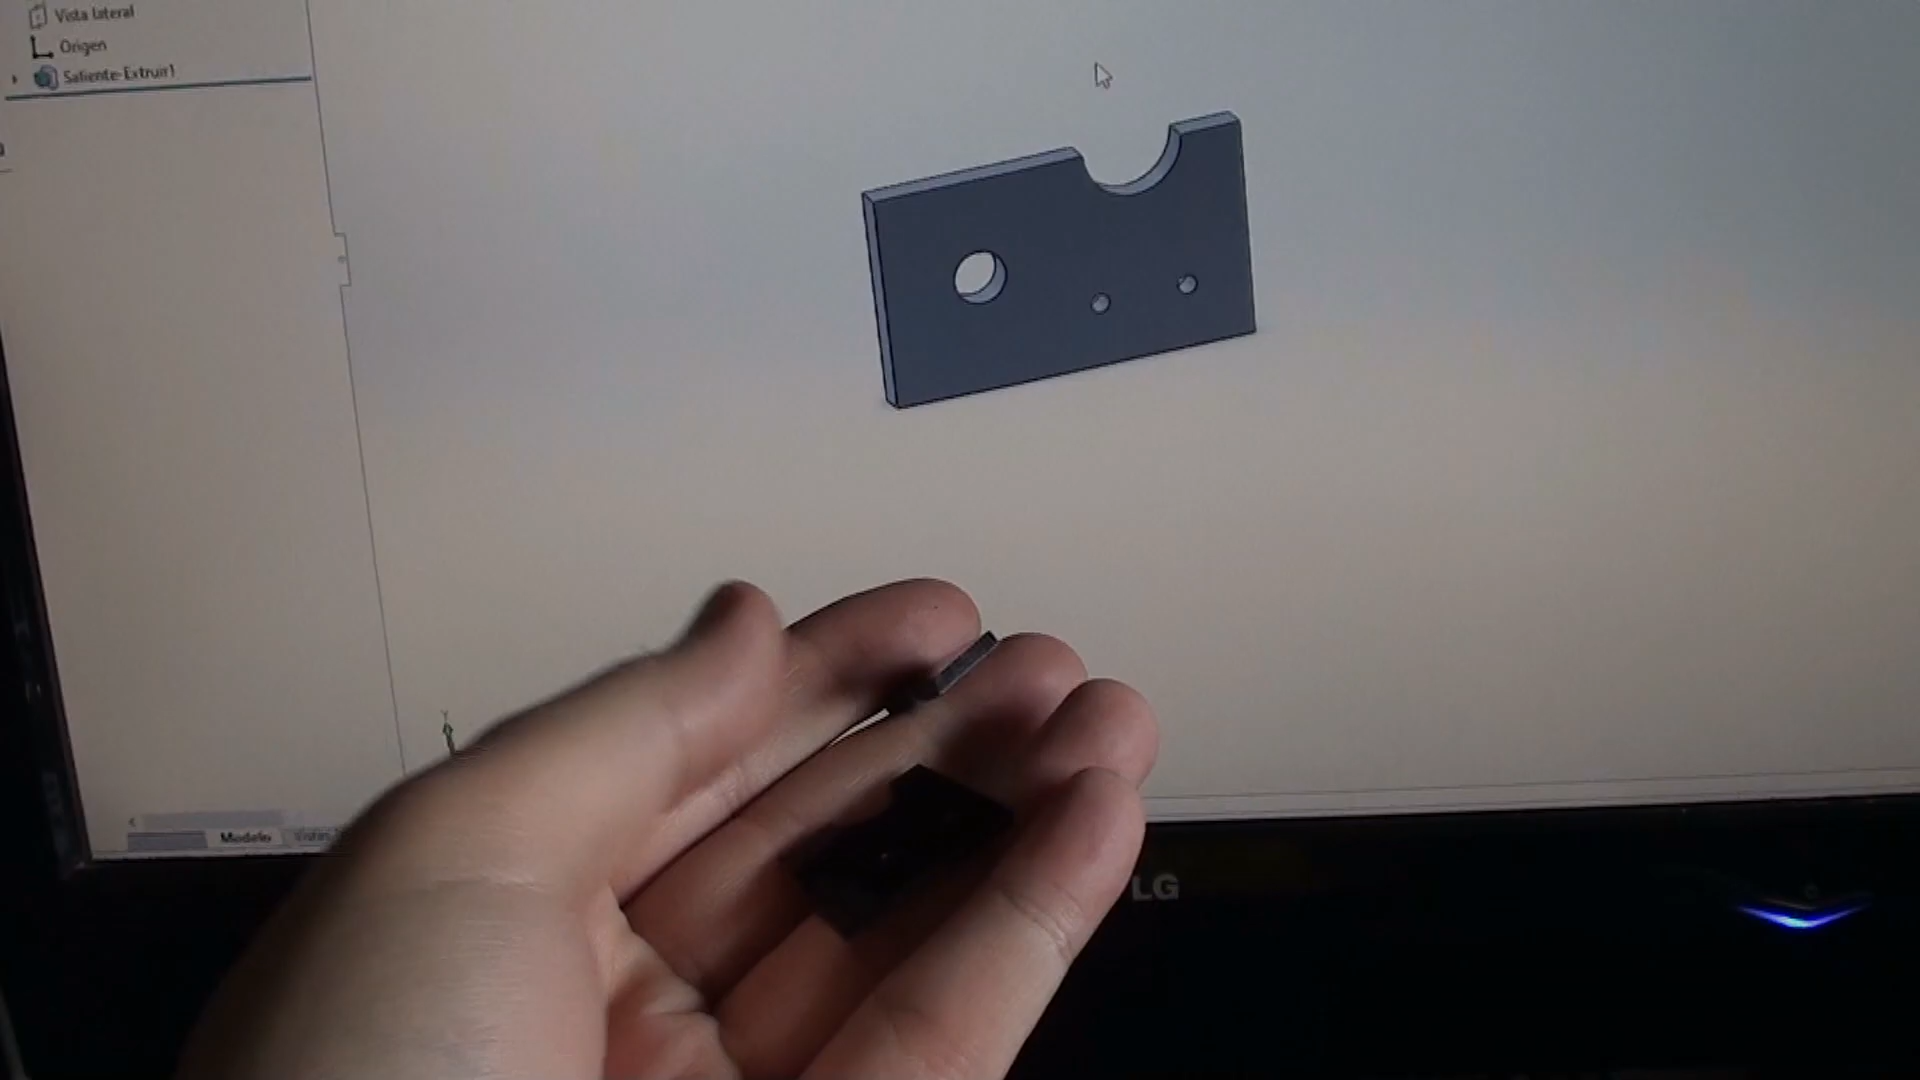 Vista lateral
Origen
Saliente-Extruir1
Modelo
LG